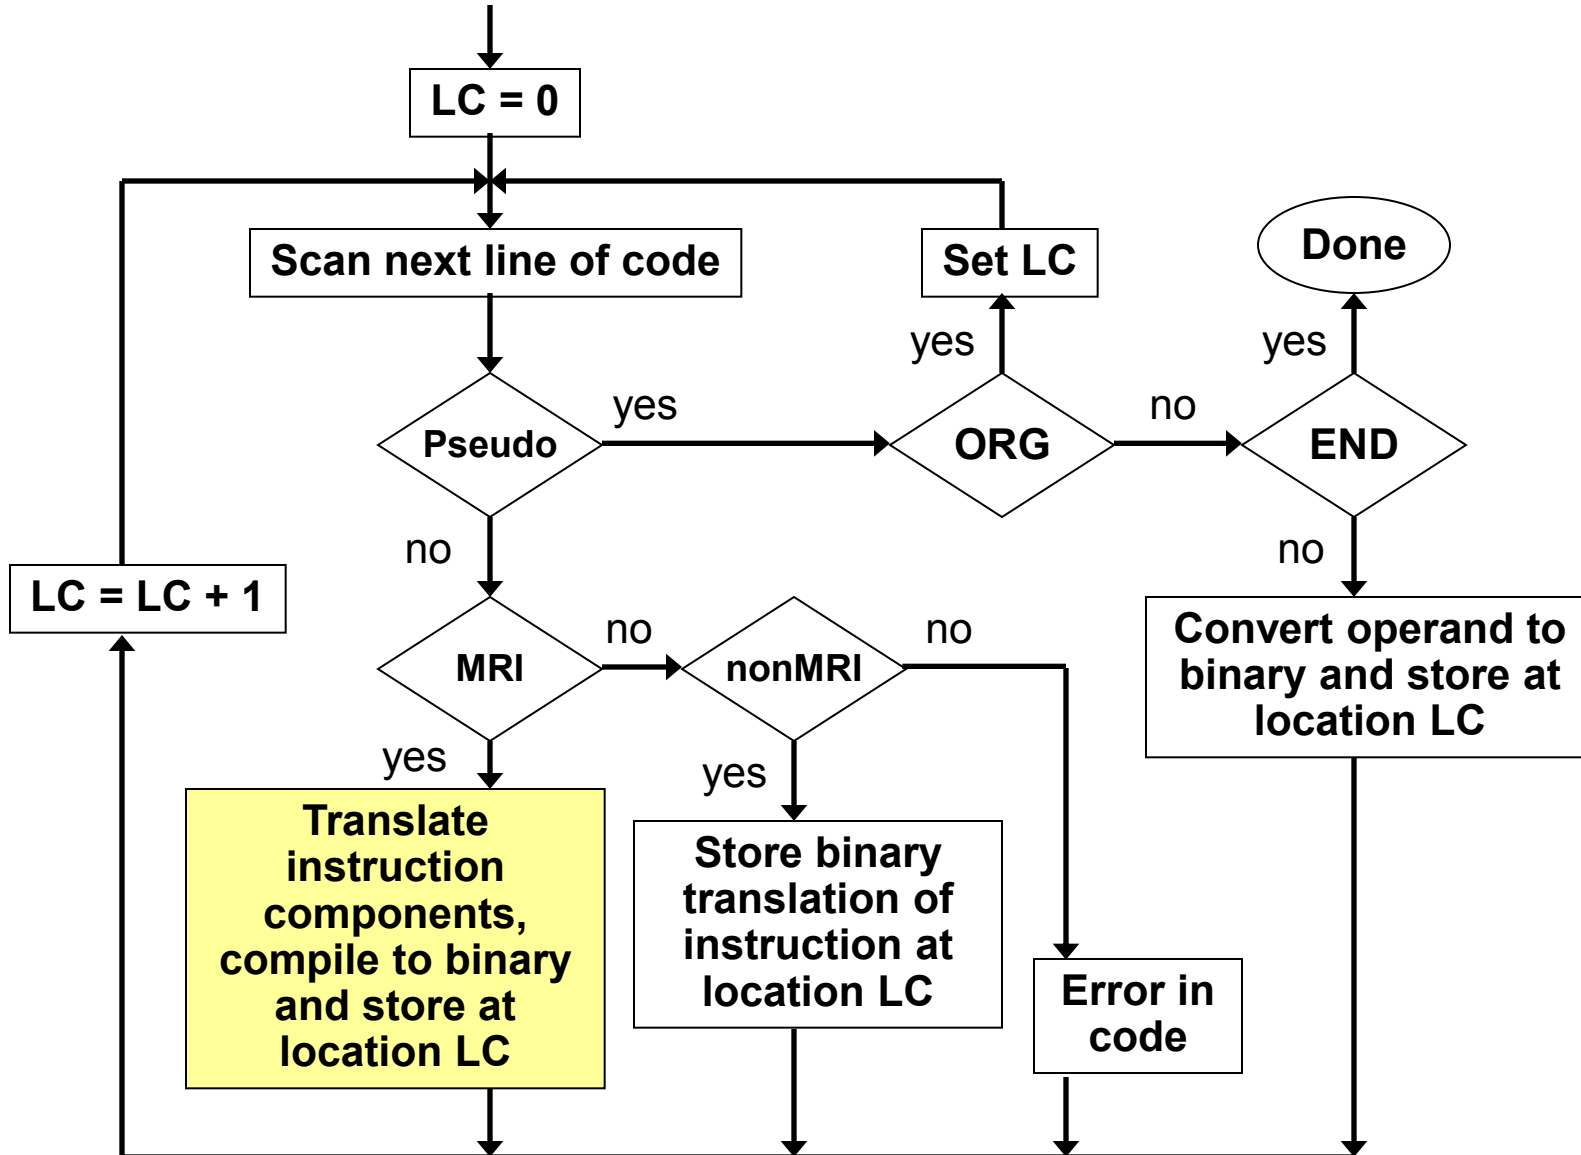 LC = 0
Scan next line of code
Set LC
Done
yes
yes
Pseudo
yes
ORG
no
END
no
no
LC = LC + 1
MRI
no
nonMRI
no
Convert operand to
binary and store at
location LC
yes
Translate
instruction
components,
compile to binary
and store at
location LC
yes
Store binary
translation of
instruction at
location LC
Error in
code